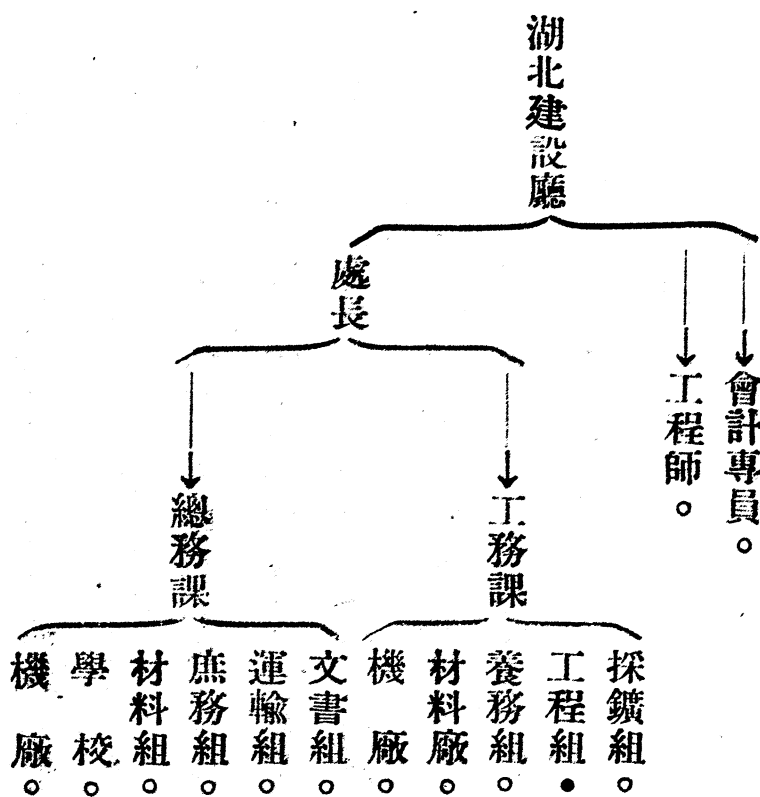 湖北建設廳
會計專員。
工程師。
處長
工務課
採鑛組。
工程組●
養務組。
材料廠。
機廠。
總務課
文書組。
運輸組。
庶務組。
材料組。
學校。
機廠。